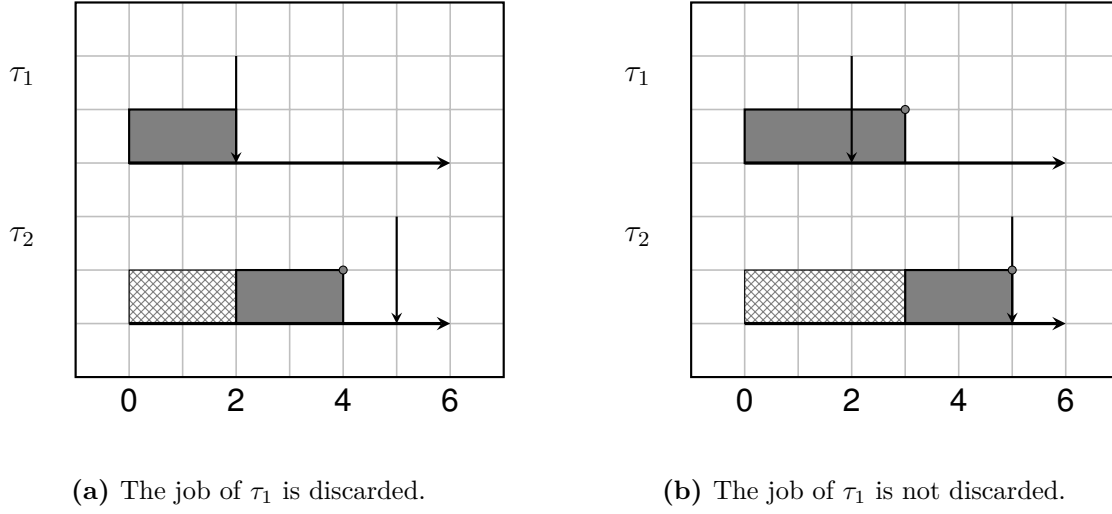 τ1
τ2
0 2 4 6
(a) The job of τ1 is discarded.
τ1
τ2
0 2 4 6
(b) The job of τ1 is not discarded.